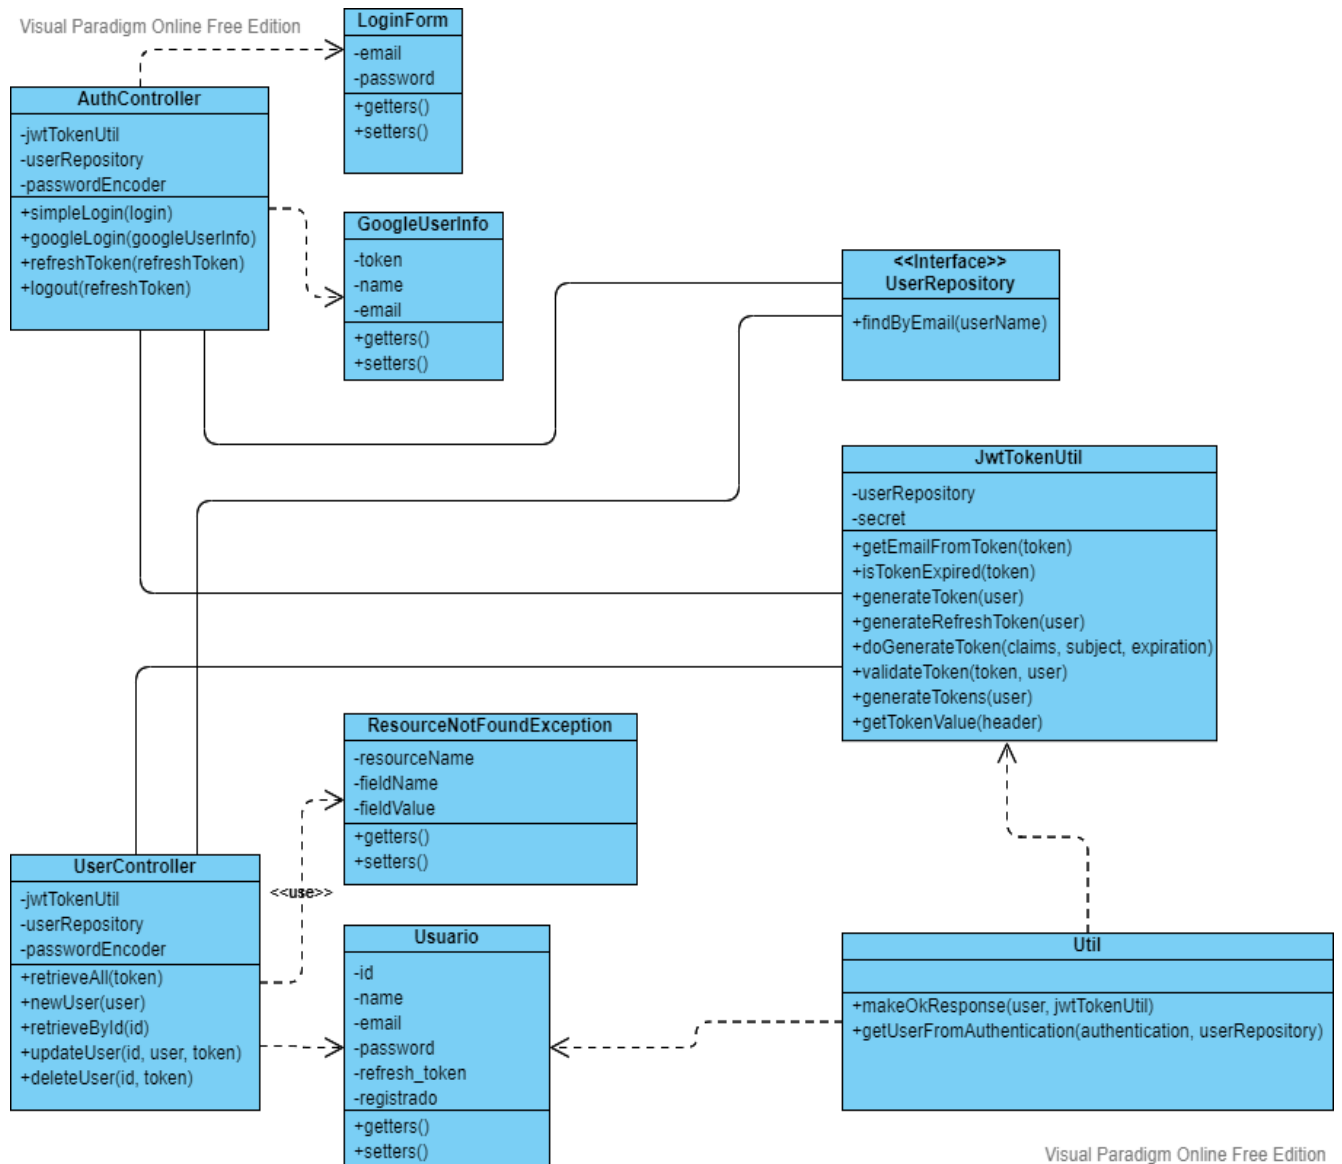 Visual Paradigm Online Free Edition
LoginForm
-email
-password
+getters()
+setters()
AuthController
-jwtTokenUtil
-userRepository
-passwordEncoder
+simpleLogin(login)
+googleLogin(googleUserInfo)
+refreshToken(refreshToken)
+logout(refreshToken)
GoogleUserInfo
-token
-name
-email
+getters()
+setters()
<<Interface>>
UserRepository
+findByEmail(userName)
JwtTokenUtil
-userRepository
-secret
+getEmailFromToken(token)
+isTokenExpired(token)
+generateToken(user)
+generateRefreshToken(user)
+doGenerateToken(claims, subject, expiration)
+validateToken(token, user)
+generateTokens(user)
+getTokenValue(header)
ResourceNotFoundException
-resourceName
-fieldName
-fieldValue
+getters()
+setters()
UserController
-jwtTokenUtil
-userRepository
-passwordEncoder
+retrieveAll(token)
+newUser(user)
+retrieveById(id)
+updateUser(id, user, token)
+deleteUser(id, token)
<<use>>
Usuario
-id
-name
-email
-password
-refresh_token
-registrado
+getters()
+setters()
Util
+makeOkResponse(user, jwtTokenUtil)
+getUserFromAuthentication(authentication, userRepository)
Visual Paradigm Online Free Edition